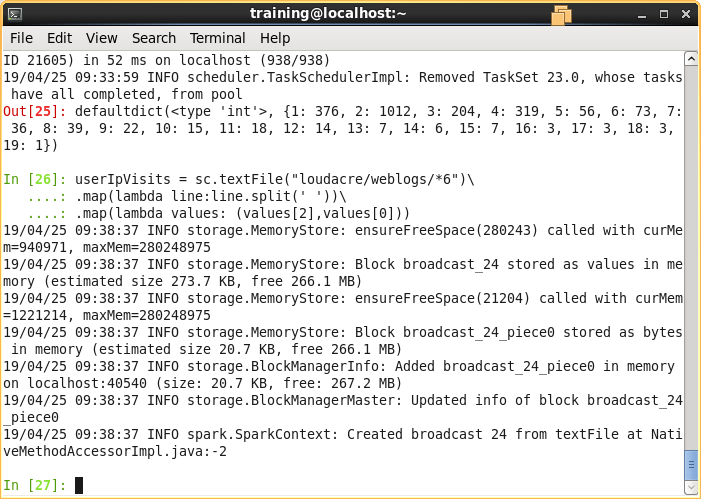 training@localhost:~
File Edit View Search Terminal Help
ID 21605) in 52 ms on localhost (938/938)
19/04/25 09:33:59 INFO scheduler.TaskSchedulerImpl: Removed TaskSet 23.0, whose tasks
 have all completed, from pool
Out[25]: defaultdict(<type 'int'>, {1: 376, 2: 1012, 3: 204, 4: 319, 5: 56, 6: 73, 7:
 36, 8: 39, 9: 22, 10: 15, 11: 18, 12: 14, 13: 7, 14: 6, 15: 7, 16: 3, 17: 3, 18: 3,
19: 1})
In [26]: userIpVisits = sc.textFile("loudacre/weblogs/*6")\
   ....: .map(lambda line:line.split(' '))\
   ....: .map(lambda values: (values[2],values[0]))
19/04/25 09:38:37 INFO storage.MemoryStore: ensureFreeSpace(280243) called with curMe
m=940971, maxMem=280248975
19/04/25 09:38:37 INFO storage.MemoryStore: Block broadcast_24 stored as values in me
mory (estimated size 273.7 KB, free 266.1 MB)
19/04/25 09:38:37 INFO storage.MemoryStore: ensureFreeSpace(21204) called with curMem
=1221214, maxMem=280248975
19/04/25 09:38:37 INFO storage.MemoryStore: Block broadcast_24_piece0 stored as bytes
 in memory (estimated size 20.7 KB, free 266.1 MB)
19/04/25 09:38:37 INFO storage.BlockManagerInfo: Added broadcast_24_piece0 in memory
on localhost:40540 (size: 20.7 KB, free: 267.2 MB)
19/04/25 09:38:37 INFO storage.BlockManagerMaster: Updated info of block broadcast_24
_piece0
19/04/25 09:38:37 INFO spark.SparkContext: Created broadcast 24 from textFile at Nati
veMethodAccessorImpl.java:-2
In [27]: